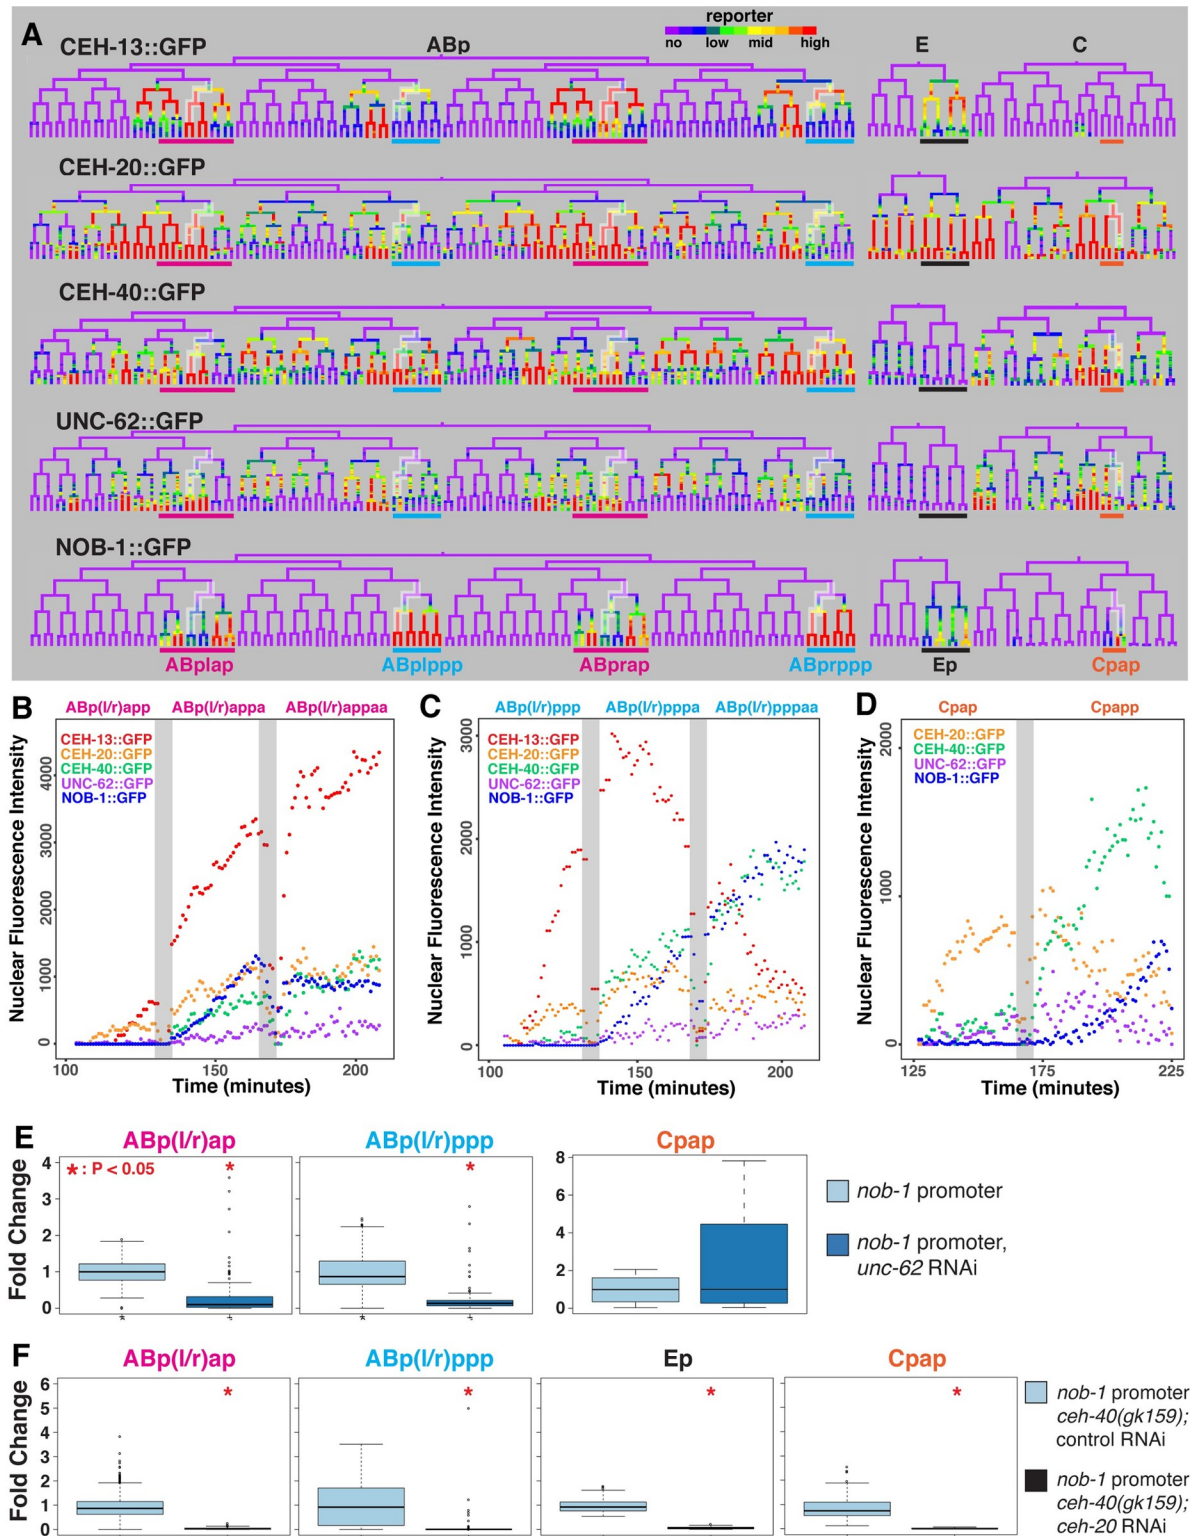 A
reporter
no low mid high
CEH-13::GFP ABp E C
CEH-20::GFP
CEH-40::GFP
UNC-62::GFP
NOB-1::GFP
ABplap ABplppp ABprap ABprppp Ep Cpap
B
ABp(l/r)app ABp(l/r)appa ABp(l/r)appaa
CEH-13::GFP
CEH-20::GFP
CEH-40::GFP
UNC-62::GFP
NOB-1::GFP
Nuclear Fluorescence Intensity
4000
3000
2000
1000
0
100 150 200
Time (minutes)
C
ABp(l/r)ppp ABp(l/r)pppa ABp(l/r)pppaa
CEH-13::GFP
CEH-20::GFP
CEH-40::GFP
UNC-62::GFP
NOB-1::GFP
Nuclear Fluorescence Intensity
3000
2000
1000
0
100 150 200
Time (minutes)
D
Cpap Cpapp
CEH-20::GFP
CEH-40::GFP
UNC-62::GFP
NOB-1::GFP
Nuclear Fluorescence Intensity
2000
1000
0
125 175 225
Time (minutes)
E
ABp(l/r)ap ABp(l/r)ppp Cpap
*: P < 0.05 * *
Fold Change
4
3
2
1
0
8
6
4
2
0
nob-1 promoter
nob-1 promoter,
unc-62 RNAi
F
ABp(l/r)ap ABp(l/r)ppp Ep Cpap
* * * *
Fold Change
6
5
4
3
2
1
0
nob-1 promoter
ceh-40(gk159);
control RNAi
nob-1 promoter
ceh-40(gk159);
ceh-20 RNAi